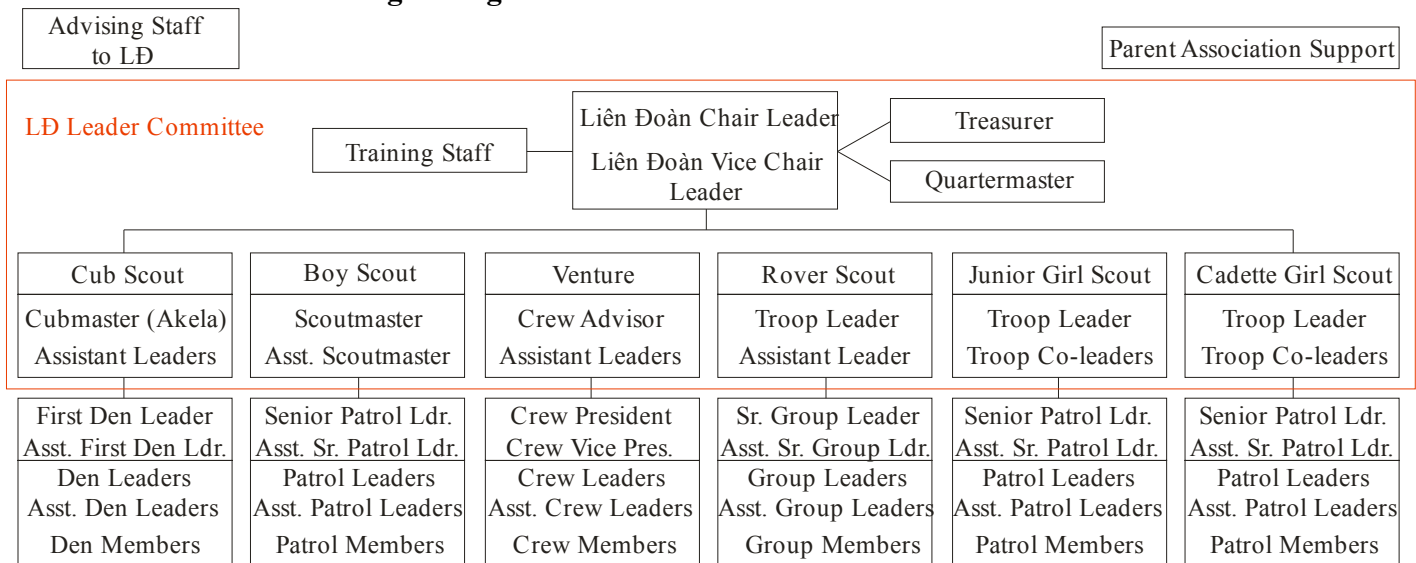 Advising Staff
to LĐ
Parent Association Support
LĐ Leader Committee
Liên Đoàn Chair Leader
Liên Đoàn Vice Chair
Leader
Training Staff
Treasurer
Quartermaster
Cub Scout
Cubmaster (Akela)
Assistant Leaders
Boy Scout
Scoutmaster
Asst. Scoutmaster
Venture
Crew Advisor
Assistant Leaders
Rover Scout
Troop Leader
Assistant Leader
Junior Girl Scout
Troop Leader
Troop Co-leaders
Cadette Girl Scout
Troop Leader
Troop Co-leaders
First Den Leader
Asst. First Den Ldr.
Den Leaders
Asst. Den Leaders
Den Members
Senior Patrol Ldr.
Asst. Sr. Patrol Ldr.
Patrol Leaders
Asst. Patrol Leaders
Patrol Members
Crew President
Crew Vice Pres.
Crew Leaders
Asst. Crew Leaders
Crew Members
Sr. Group Leader
Asst. Sr. Group Ldr.
Group Leaders
Asst. Group Leaders
Group Members
Senior Patrol Ldr.
Asst. Sr. Patrol Ldr.
Patrol Leaders
Asst. Patrol Leaders
Patrol Members
Senior Patrol Ldr.
Asst. Sr. Patrol Ldr.
Patrol Leaders
Asst. Patrol Leaders
Patrol Members